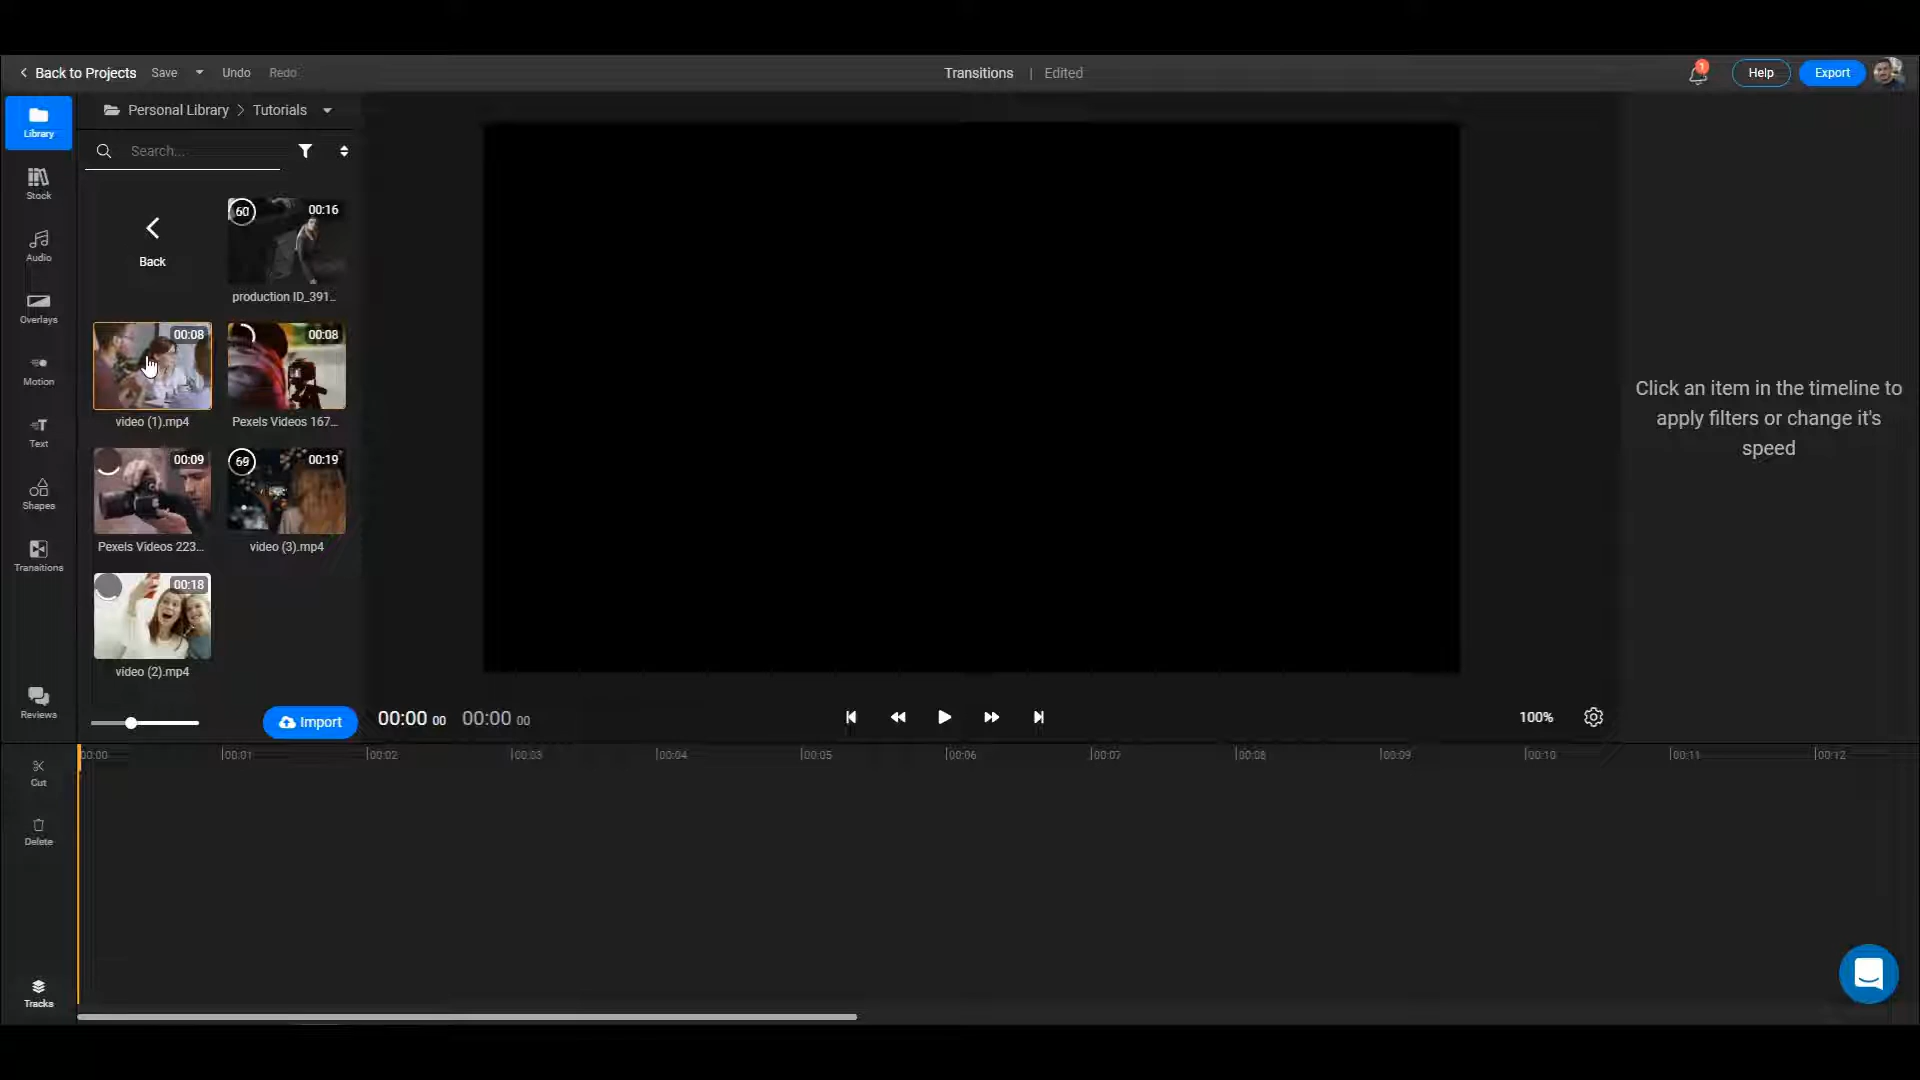 Back to Projects Save Undo Redo Transitions | Edited 1 Help Export
Library
Stock
Audio
Overlays
Motion
Text
Shapes
Transitions
Reviews
Personal Library > Tutorials
Search...
Back
60 00:16
production ID_391...
00:08
video (1).mp4
00:08
Pexels Videos 167...
00:09
Pexels Videos 223...
69 00:19
video (3).mp4
00:18
video (2).mp4
Import
00:00 00 00:00 00
100%
Click an item in the timeline to
apply filters or change it's
speed
00:00 00:01 00:02 00:03 00:04 00:05 00:06 00:07 00:08 00:09 00:10 00:11 00:12
Cut
Delete
Tracks